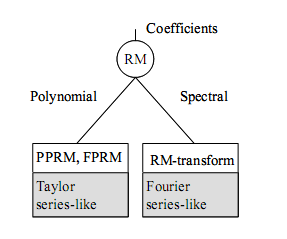 Coefficients
RM
Polynomial
Spectral
PPRM, FPRM
RM-transform
Taylor
series-like
Fourier
series-like